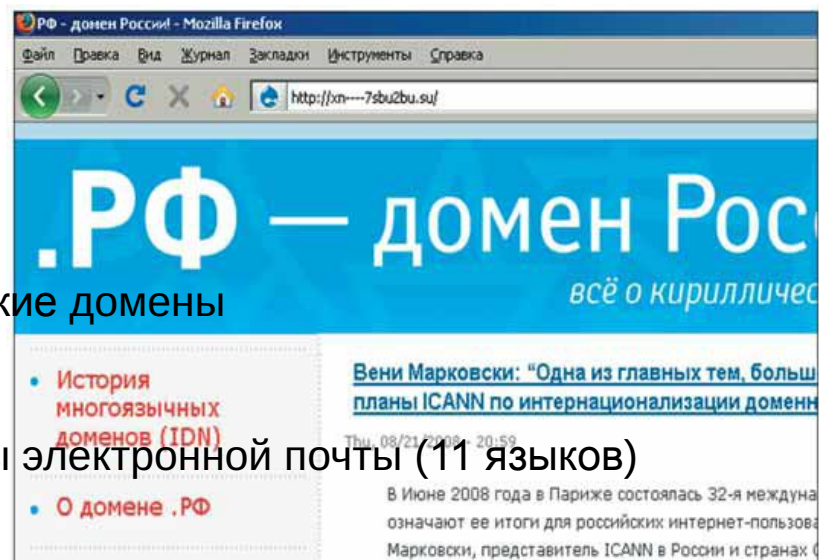 РФ - домен России! - Mozilla Firefox
Файл Правка Вид Журнал Закладки Инструменты Справка
http://xn----7sbu2bu.su/
.РФ — домен Рос
всё о кирилличес
кие домены
• История
многоязычных
доменов (IDN)
Вени Марковски: “Одна из главных тем, больш
планы ICANN по интернационализации доменн
Thu, 08/21/2008 - 20:59
ы электронной почты (11 языков)
• О домене .РФ
В Июне 2008 года в Париже состоялась 32-я междуна
означают ее итоги для российских интернет-пользова
Марковски, представитель ICANN в России и странах